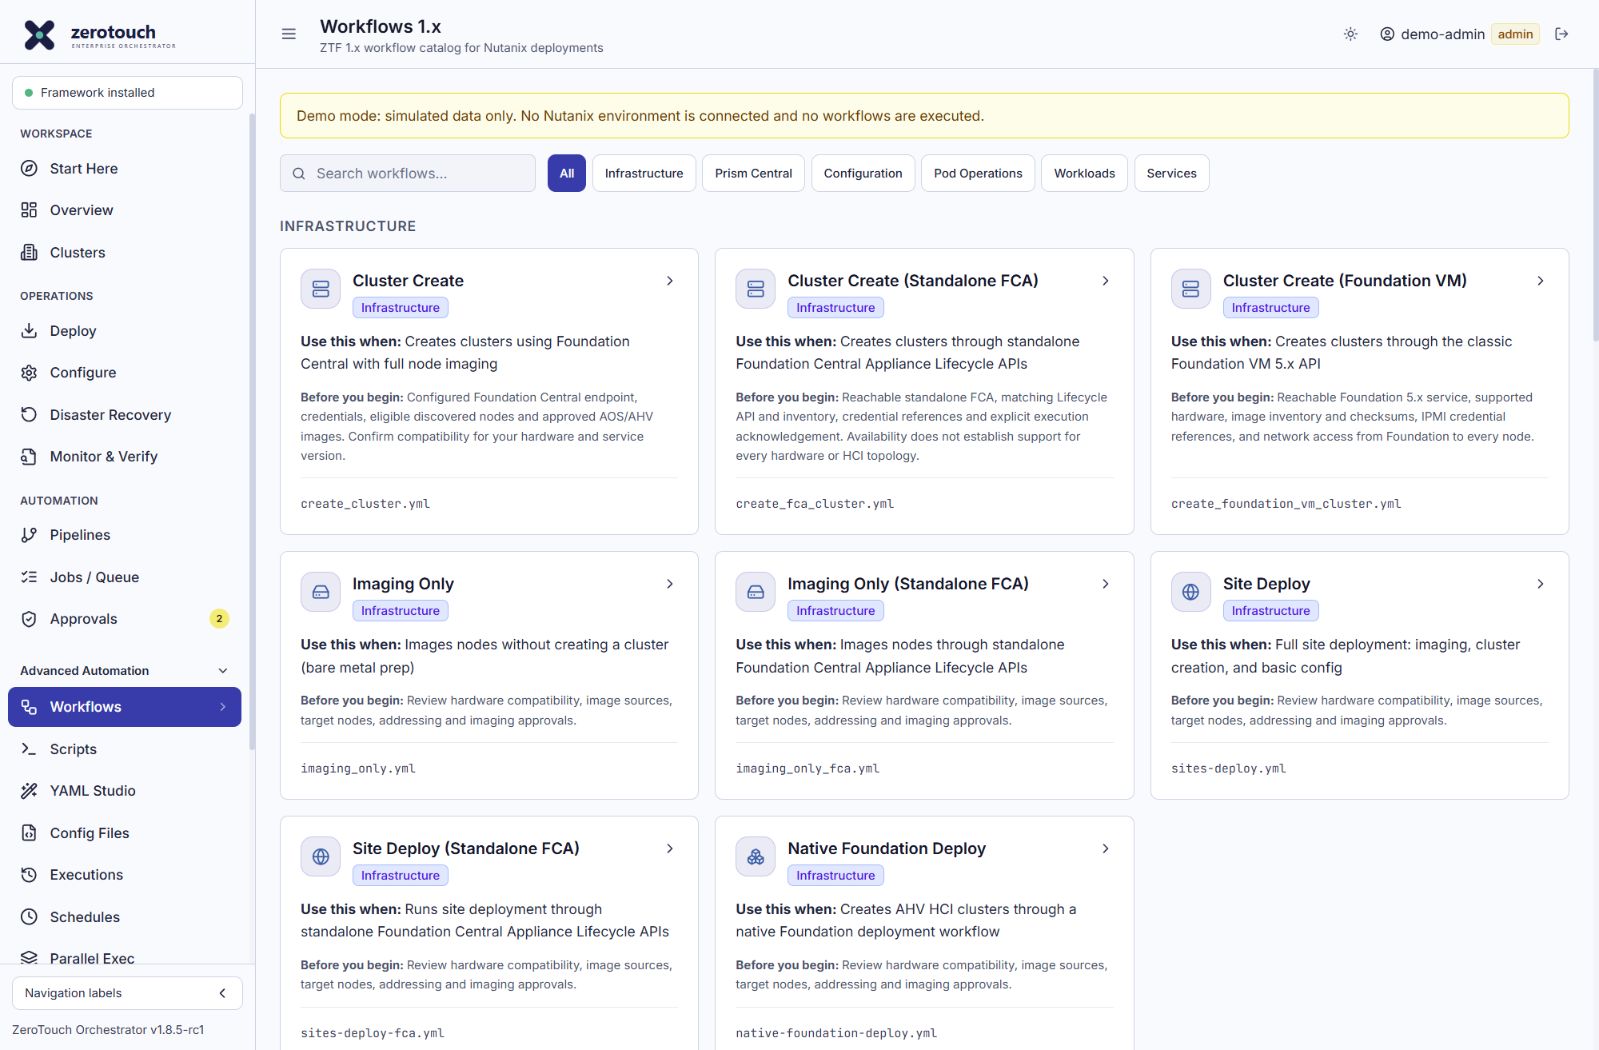 zerotouch
ENTERPRISE ORCHESTRATOR
Framework installed
WORKSPACE
Start Here
Overview
Clusters
OPERATIONS
Deploy
Configure
Disaster Recovery
Monitor & Verify
AUTOMATION
Pipelines
Jobs / Queue
Approvals
2
Advanced Automation
Workflows
Scripts
YAML Studio
Config Files
Executions
Schedules
Parallel Exec
Navigation labels
ZeroTouch Orchestrator v1.8.5-rc1
Workflows 1.x
ZTF 1.x workflow catalog for Nutanix deployments
demo-admin
admin
Demo mode: simulated data only. No Nutanix environment is connected and no workflows are executed.
Search workflows...
All
Infrastructure
Prism Central
Configuration
Pod Operations
Workloads
Services
INFRASTRUCTURE
Cluster Create
Infrastructure
Use this when: Creates clusters using Foundation
Central with full node imaging
Before you begin: Configured Foundation Central endpoint,
credentials, eligible discovered nodes and approved AOS/AHV
images. Confirm compatibility for your hardware and service
version.
create_cluster.yml
Cluster Create (Standalone FCA)
Infrastructure
Use this when: Creates clusters through standalone
Foundation Central Appliance Lifecycle APIs
Before you begin: Reachable standalone FCA, matching Lifecycle
API and inventory, credential references and explicit execution
acknowledgement. Availability does not establish support for
every hardware or HCI topology.
create_fca_cluster.yml
Cluster Create (Foundation VM)
Infrastructure
Use this when: Creates clusters through the classic
Foundation VM 5.x API
Before you begin: Reachable Foundation 5.x service, supported
hardware, image inventory and checksums, IPMI credential
references, and network access from Foundation to every node.
create_foundation_vm_cluster.yml
Imaging Only
Infrastructure
Use this when: Images nodes without creating a cluster
(bare metal prep)
Before you begin: Review hardware compatibility, image sources,
target nodes, addressing and imaging approvals.
imaging_only.yml
Imaging Only (Standalone FCA)
Infrastructure
Use this when: Images nodes through standalone
Foundation Central Appliance Lifecycle APIs
Before you begin: Review hardware compatibility, image sources,
target nodes, addressing and imaging approvals.
imaging_only_fca.yml
Site Deploy
Infrastructure
Use this when: Full site deployment: imaging, cluster
creation, and basic config
Before you begin: Review hardware compatibility, image sources,
target nodes, addressing and imaging approvals.
sites-deploy.yml
Site Deploy (Standalone FCA)
Infrastructure
Use this when: Runs site deployment through
standalone Foundation Central Appliance Lifecycle APIs
Before you begin: Review hardware compatibility, image sources,
target nodes, addressing and imaging approvals.
sites-deploy-fca.yml
Native Foundation Deploy
Infrastructure
Use this when: Creates AHV HCI clusters through a
native Foundation deployment workflow
Before you begin: Review hardware compatibility, image sources,
target nodes, addressing and imaging approvals.
native-foundation-deploy.yml